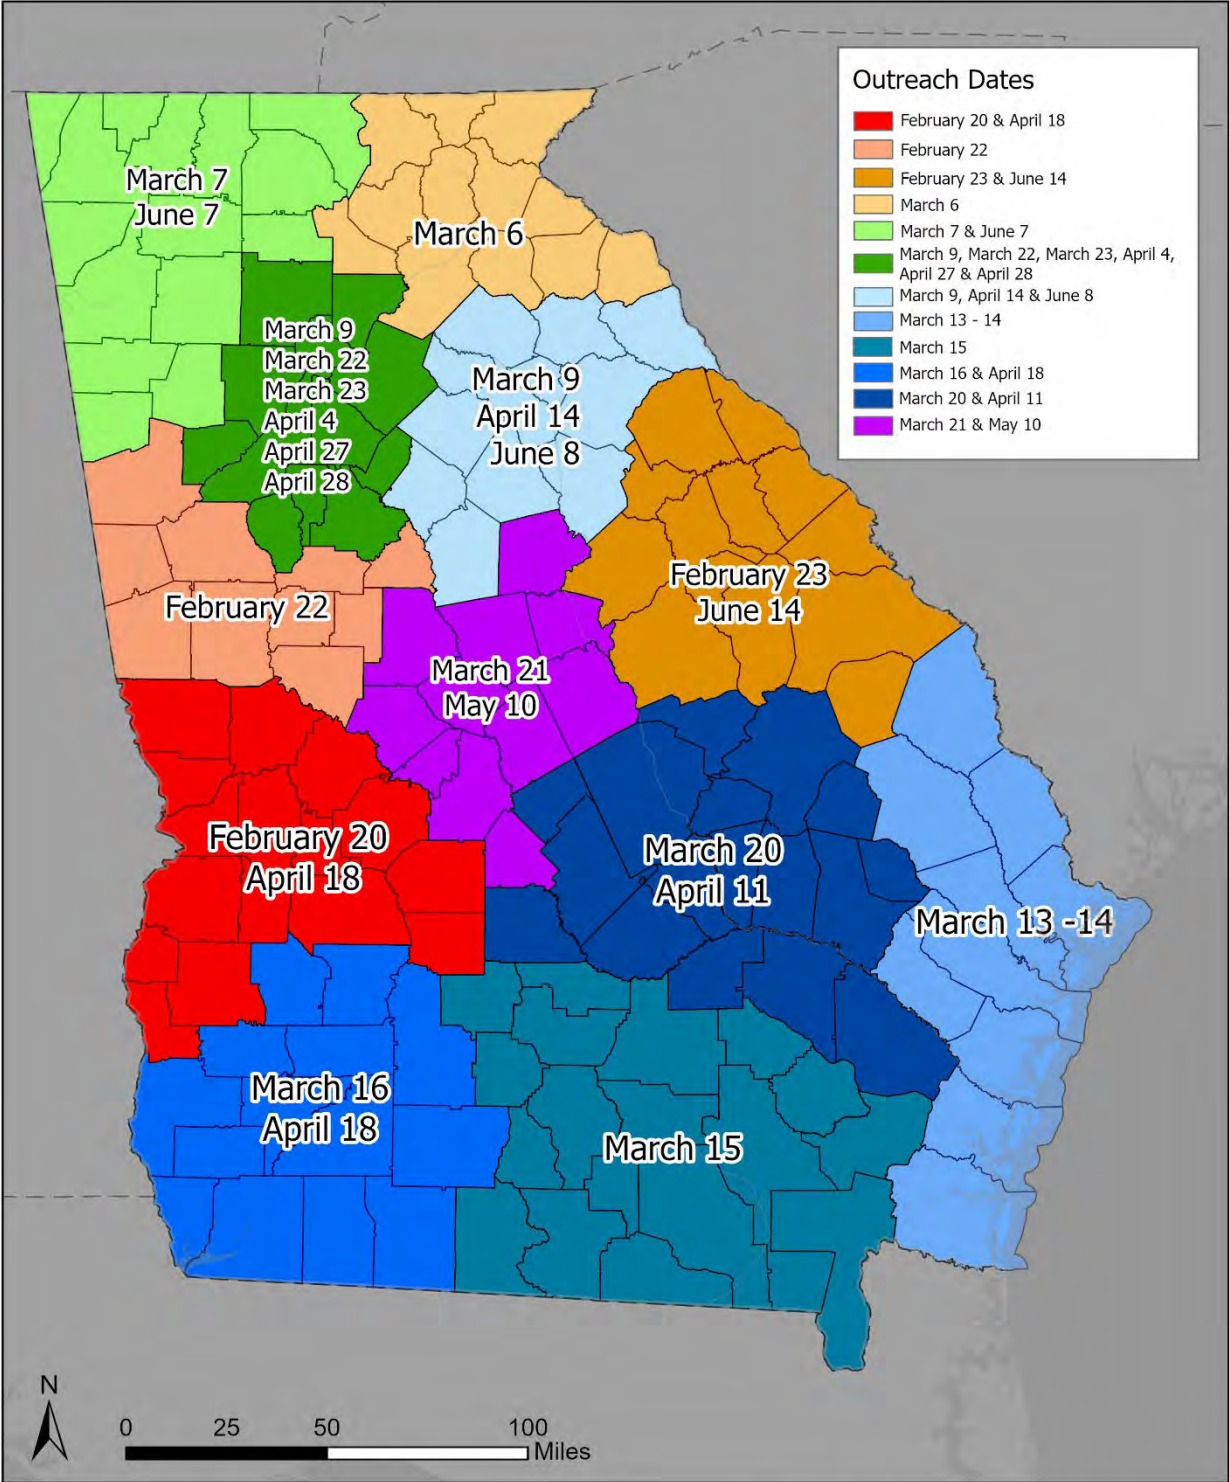 Outreach Dates
February 20 & April 18
February 22
February 23 & June 14
March 6
March 7 & June 7
March 9, March 22, March 23, April 4,
April 27 & April 28
March 9, April 14 & June 8
March 13 - 14
March 15
March 16 & April 18
March 20 & April 11
March 21 & May 10
March 7
June 7
March 6
March 9
March 22
March 23
April 4
April 27
April 28
March 9
April 14
June 8
February 23
June 14
February 22
March 21
May 10
February 20
April 18
March 20
April 11
March 13 -14
March 16
April 18
March 15
N
0 25 50 100
Miles